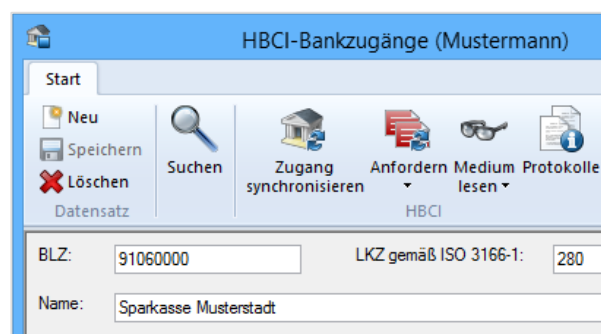 HBCI-Bankzugänge (Mustermann)
Start
Neu
Speichern
Löschen
Datensatz
Suchen
Zugang
synchronisieren
Anfordern
Medium
lesen
Protokolle
HBCI
BLZ: 91060000 LKZ gemäß ISO 3166-1: 280
Name: Sparkasse Musterstadt